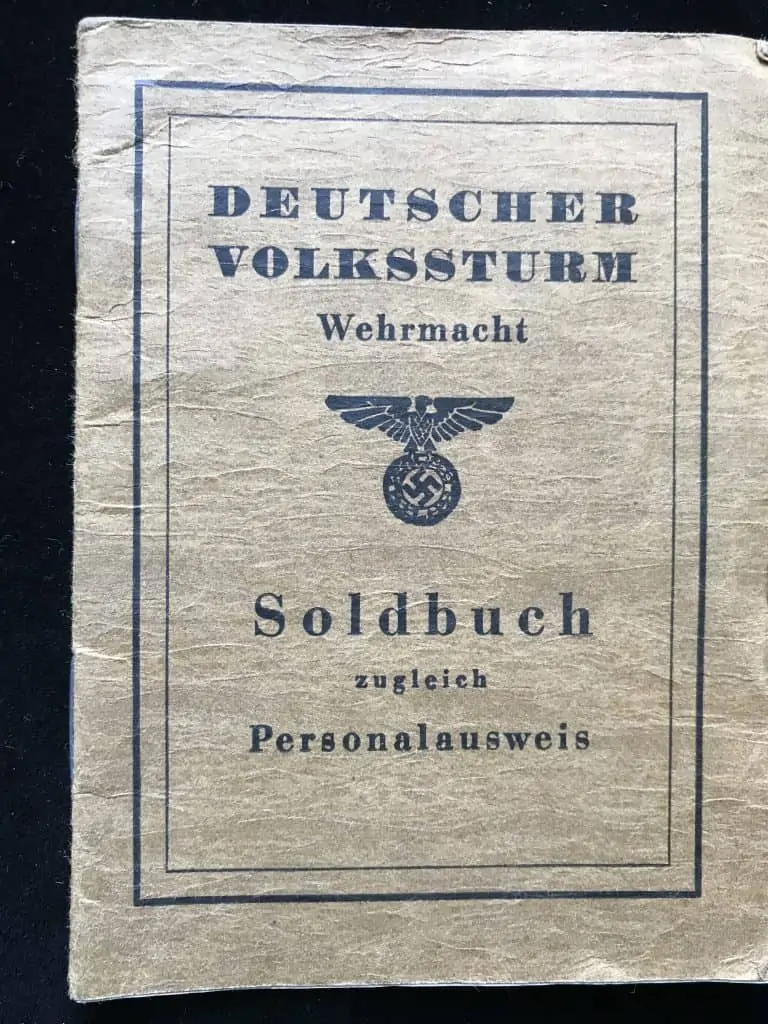 DEUTSCHER
VOLKSSTURM
Wehrmacht
Soldbuch
zugleich
Personalausweis